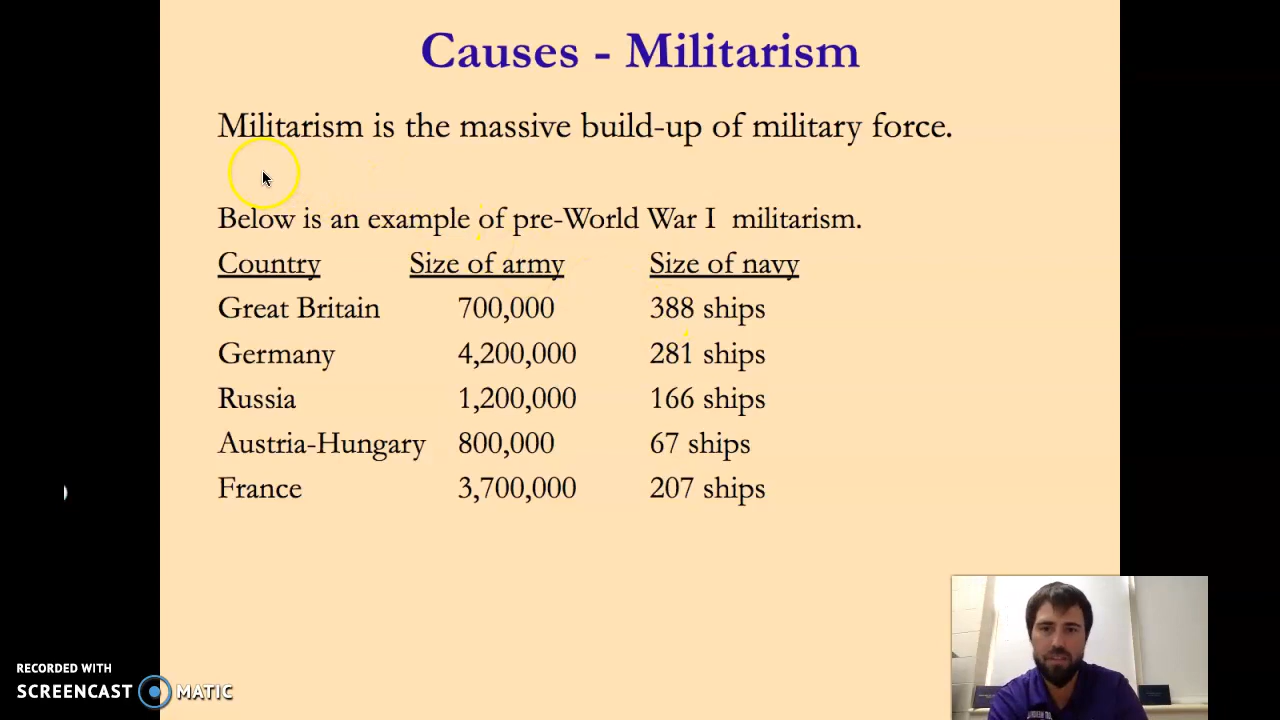 Causes - Militarism
Militarism is the massive build-up of military force.
Below is an example of pre-World War I militarism.
Country Size of army Size of navy
Great Britain 700,000 388 ships
Germany 4,200,000 281 ships
Russia 1,200,000 166 ships
Austria-Hungary 800,000 67 ships
France 3,700,000 207 ships
RECORDED WITH
SCREENCAST MATIC